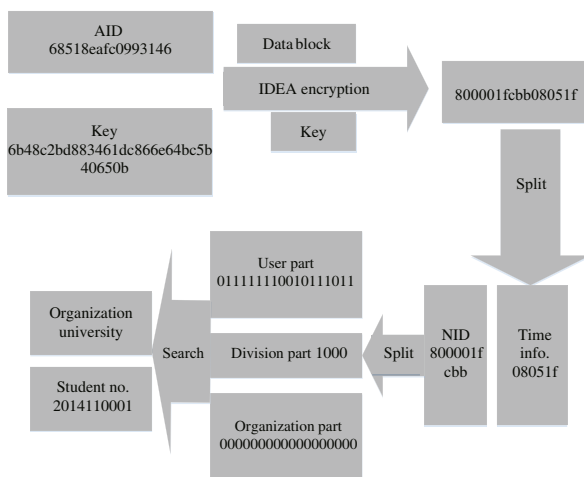 AID
68518eafc0993146
Data block
IDEA encryption
Key
800001fcbb08051f
Key
6b48c2bd883461dc866e64bc5b
40650b
Split
User part
011111110010111011
Organization
university
Search
Division part 1000
Split
NID
800001f
cbb
Time
info.
08051f
Student no.
2014110001
Organization part
000000000000000000